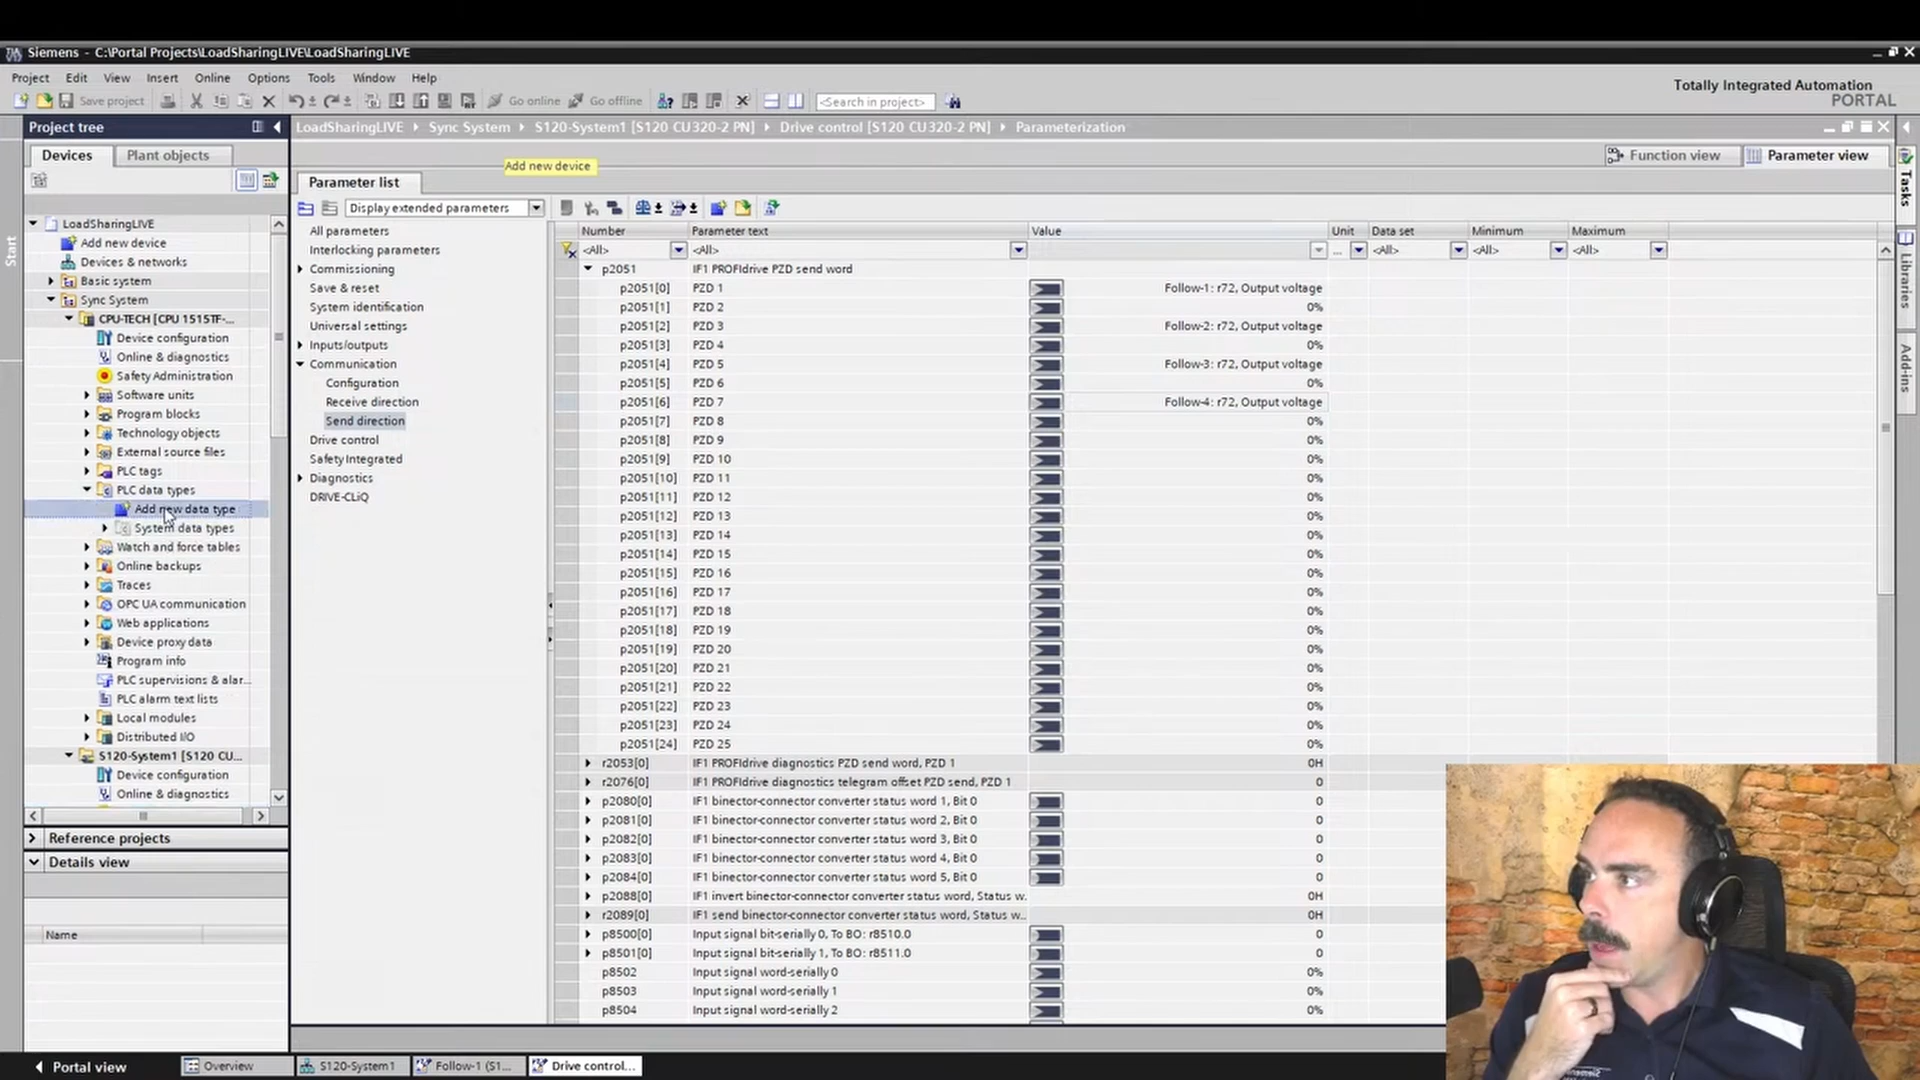 Siemens - C:\Portal Projects\LoadSharingLIVE\LoadSharingLIVE
Project Edit View Insert Online Options Tools Window Help
Totally Integrated Automation
PORTAL
Save project Go online Go offline <Search in project>
Project tree
LoadSharingLIVE Sync System S120-System1 [S120 CU320-2 PN] Drive control [S120 CU320-2 PN] Parameterization
Devices Plant objects
Add new device
Function view Parameter view
Parameter list
Display extended parameters
Start
Tasks
Libraries
Add-ins
LoadSharingLIVE
Add new device
Devices & networks
Basic system
Sync System
CPU-TECH [CPU 1515TF-...
Device configuration
Online & diagnostics
Safety Administration
Software units
Program blocks
Technology objects
External source files
PLC tags
PLC data types
Add new data type
System data types
Watch and force tables
Online backups
Traces
OPC UA communication
Web applications
Device proxy data
Program info
PLC supervisions & alar...
PLC alarm text lists
Local modules
Distributed I/O
S120-System1 [S120 CU...
Device configuration
Online & diagnostics
Reference projects
Details view
Name
All parameters
Interlocking parameters
Commissioning
Save & reset
System identification
Universal settings
Inputs/outputs
Communication
Configuration
Receive direction
Send direction
Drive control
Safety Integrated
Diagnostics
DRIVE-CLiQ
Number Parameter text Value Unit Data set Minimum Maximum
<All> <All> ... <All> <All> <All>
p2051 IF1 PROFIdrive PZD send word
p2051[0] PZD 1 Follow-1: r72, Output voltage
p2051[1] PZD 2 0%
p2051[2] PZD 3 Follow-2: r72, Output voltage
p2051[3] PZD 4 0%
p2051[4] PZD 5 Follow-3: r72, Output voltage
p2051[5] PZD 6 0%
p2051[6] PZD 7 Follow-4: r72, Output voltage
p2051[7] PZD 8 0%
p2051[8] PZD 9 0%
p2051[9] PZD 10 0%
p2051[10] PZD 11 0%
p2051[11] PZD 12 0%
p2051[12] PZD 13 0%
p2051[13] PZD 14 0%
p2051[14] PZD 15 0%
p2051[15] PZD 16 0%
p2051[16] PZD 17 0%
p2051[17] PZD 18 0%
p2051[18] PZD 19 0%
p2051[19] PZD 20 0%
p2051[20] PZD 21 0%
p2051[21] PZD 22 0%
p2051[22] PZD 23 0%
p2051[23] PZD 24 0%
p2051[24] PZD 25 0%
r2053[0] IF1 PROFIdrive diagnostics PZD send word, PZD 1 0H
r2076[0] IF1 PROFIdrive diagnostics telegram offset PZD send, PZD 1 0
p2080[0] IF1 binector-connector converter status word 1, Bit 0 0
p2081[0] IF1 binector-connector converter status word 2, Bit 0 0
p2082[0] IF1 binector-connector converter status word 3, Bit 0 0
p2083[0] IF1 binector-connector converter status word 4, Bit 0 0
p2084[0] IF1 binector-connector converter status word 5, Bit 0 0
p2088[0] IF1 invert binector-connector converter status word, Status w... 0H
r2089[0] IF1 send binector-connector converter status word, Status w... 0H
p8500[0] Input signal bit-serially 0, To BO: r8510.0 0
p8501[0] Input signal bit-serially 1, To BO: r8511.0 0
p8502 Input signal word-serially 0 0%
p8503 Input signal word-serially 1 0%
p8504 Input signal word-serially 2 0%
Portal view Overview S120-System1 Follow-1 (S1... Drive control...